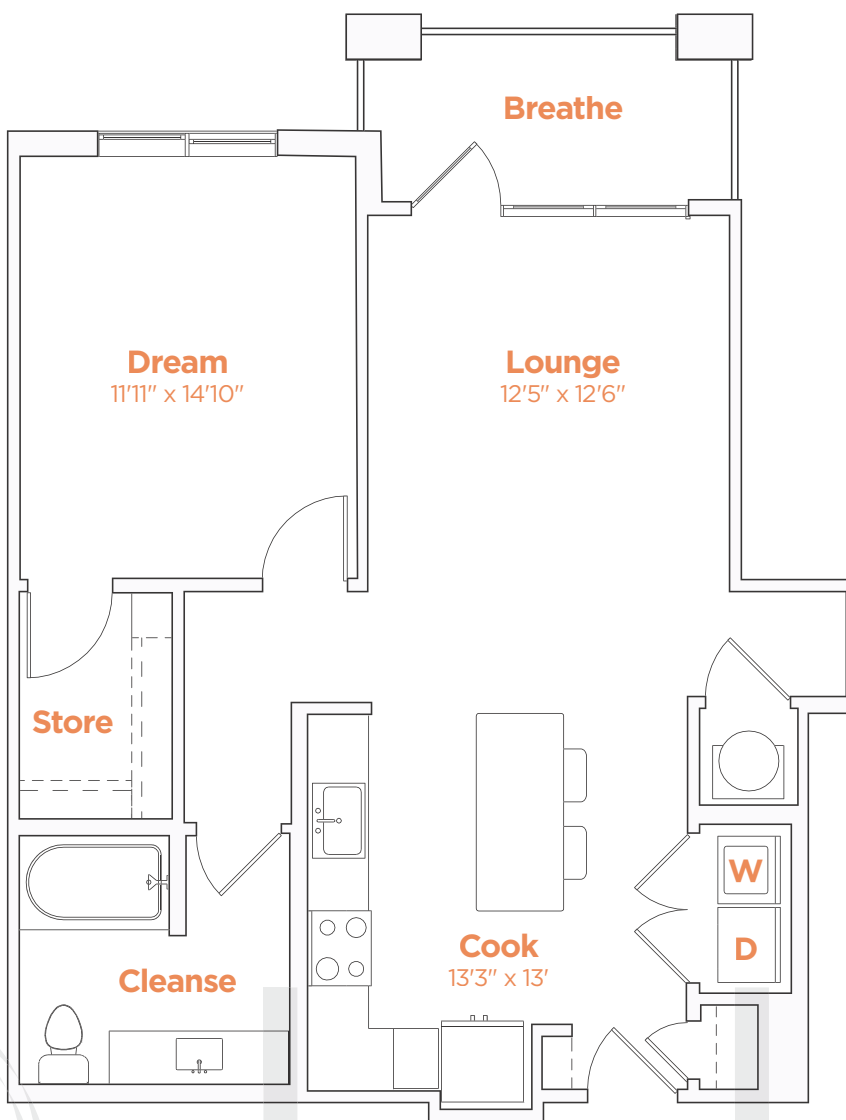 Breathe
Dream
11'11" x 14'10"
Lounge
12'5" x 12'6"
Store
W
D
Cook
13'3" x 13'
Cleanse